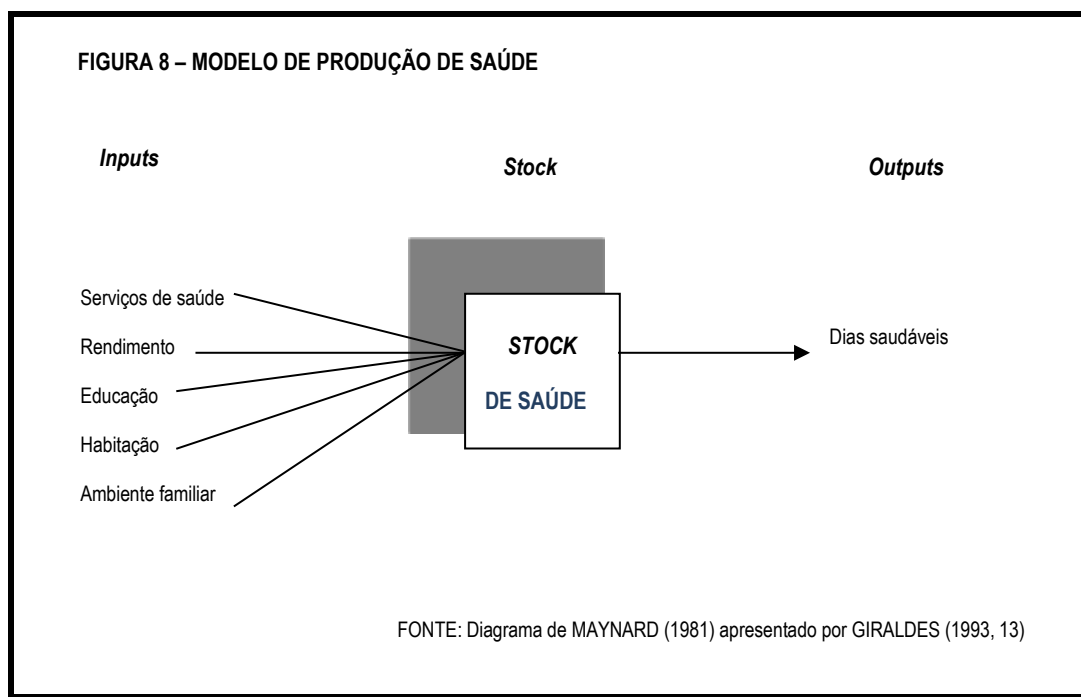 FIGURA 8 – MODELO DE PRODUÇÃO DE SAÚDE
Inputs
Stock
Outputs
Serviços de saúde
Rendimento
Educação
Habitação
Ambiente familiar
STOCK
DE SAÚDE
Dias saudáveis
FONTE: Diagrama de MAYNARD (1981) apresentado por GIRALDES (1993, 13)